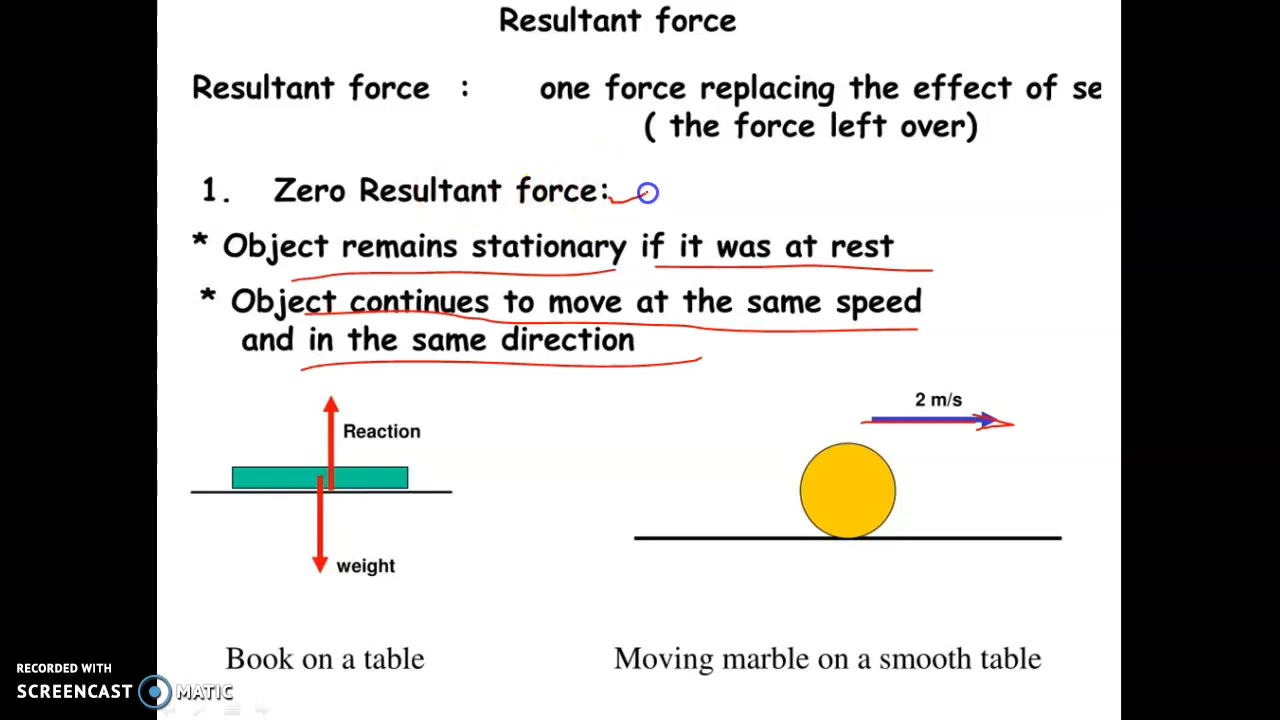 Resultant force
Resultant force : one force replacing the effect of se
( the force left over)
1. Zero Resultant force:
* Object remains stationary if it was at rest
* Object continues to move at the same speed
and in the same direction
2 m/s
Reaction
weight
Book on a table
Moving marble on a smooth table
RECORDED WITH
SCREENCAST MATIC